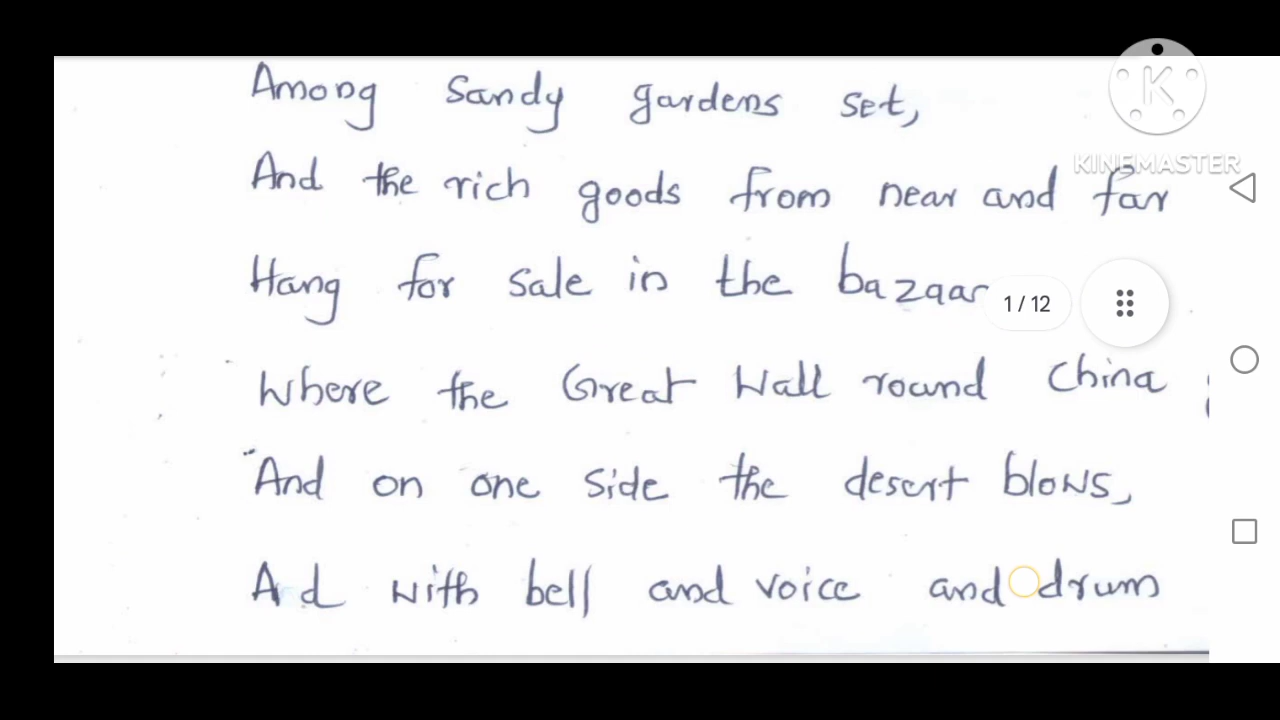 Among Sandy gardens set,
KINEMASTER
And the rich goods from near and far
Hang for sale in the bazaar
1 / 12
Where the Great Wall round China
And on one side the desert blows,
A d with bell and voice and drum